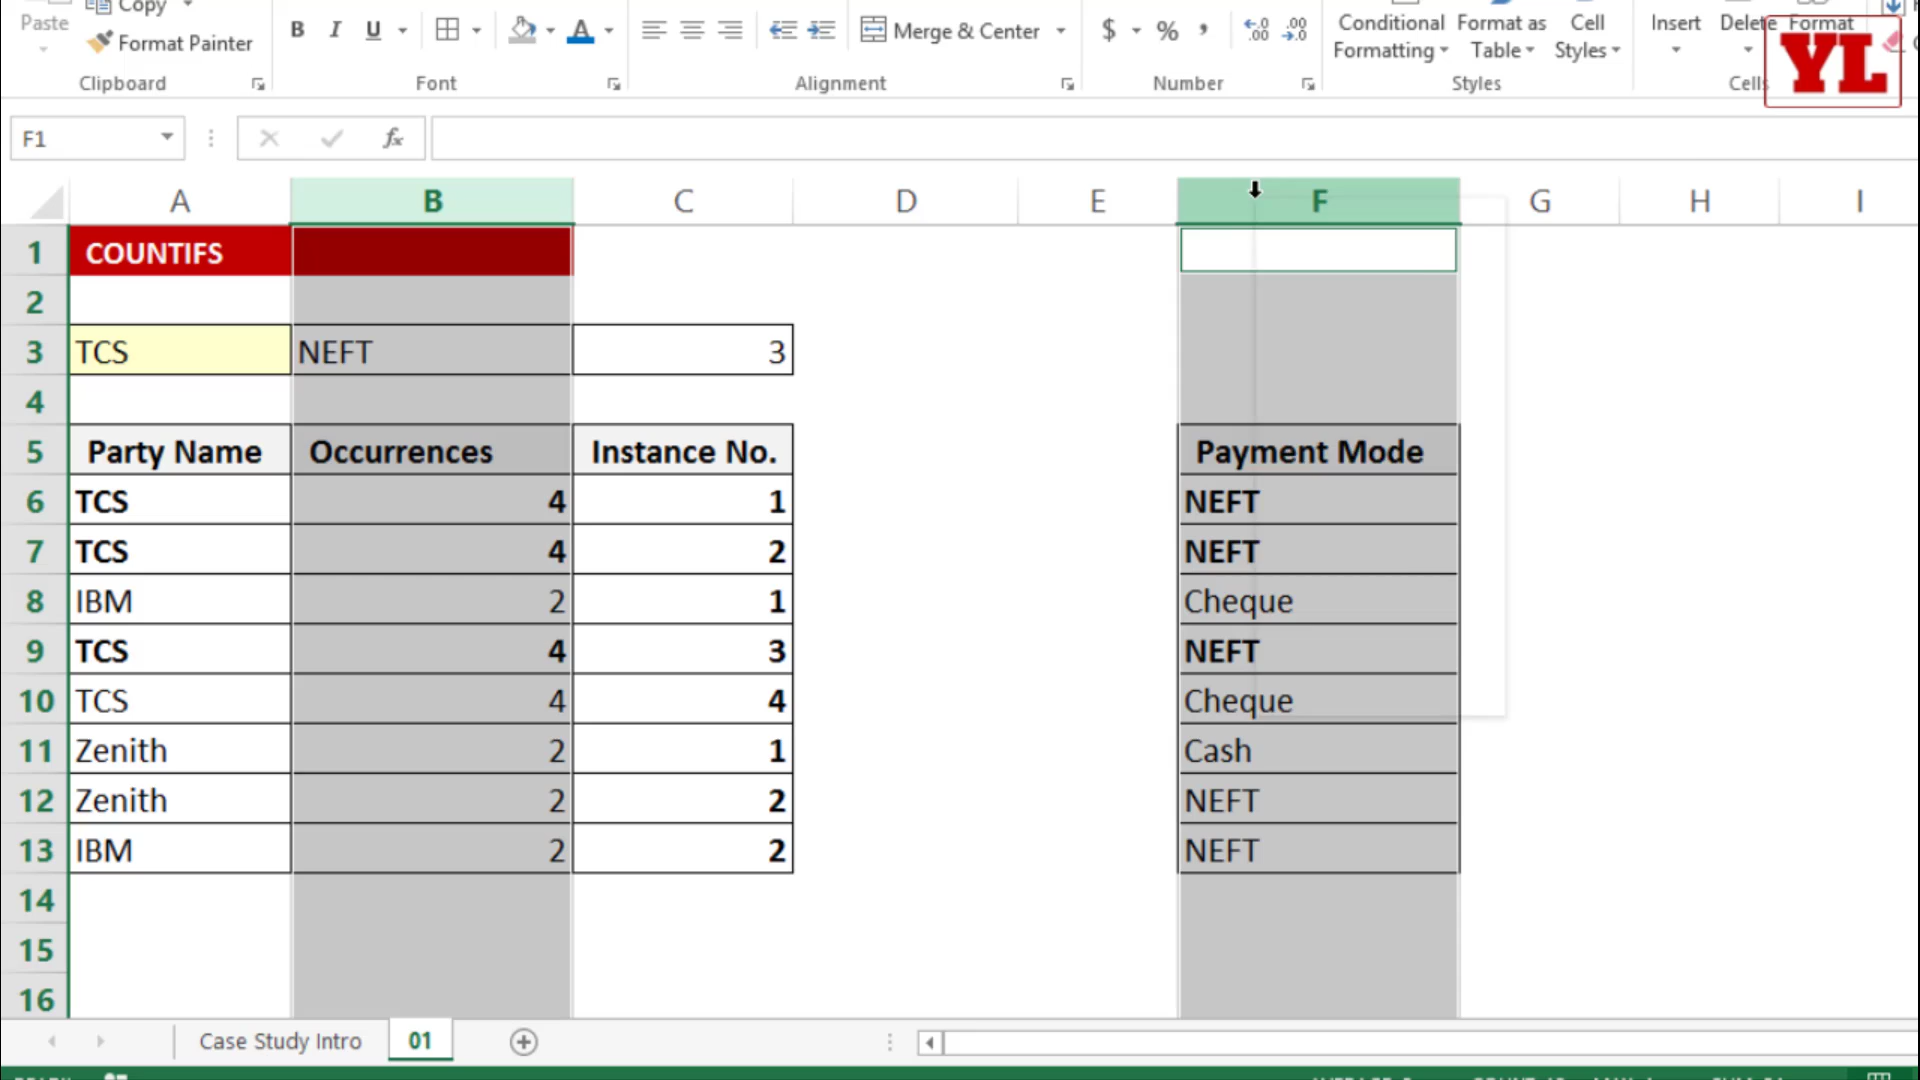 Paste
Copy
Format Painter
B I U
A
Merge & Center
$ % ,
Conditional Formatting
Format as Table
Cell Styles
Insert
Delete
Format
YL
Clipboard
Font
Alignment
Number
Styles
Cells
F1
fx
A B C D E F G H I
1 COUNTIFS
2
3 TCS NEFT 3
4
5 Party Name Occurrences Instance No. Payment Mode
6 TCS 4 1 NEFT
7 TCS 4 2 NEFT
8 IBM 2 1 Cheque
9 TCS 4 3 NEFT
10 TCS 4 4 Cheque
11 Zenith 2 1 Cash
12 Zenith 2 2 NEFT
13 IBM 2 2 NEFT
14
15
16
Case Study Intro 01